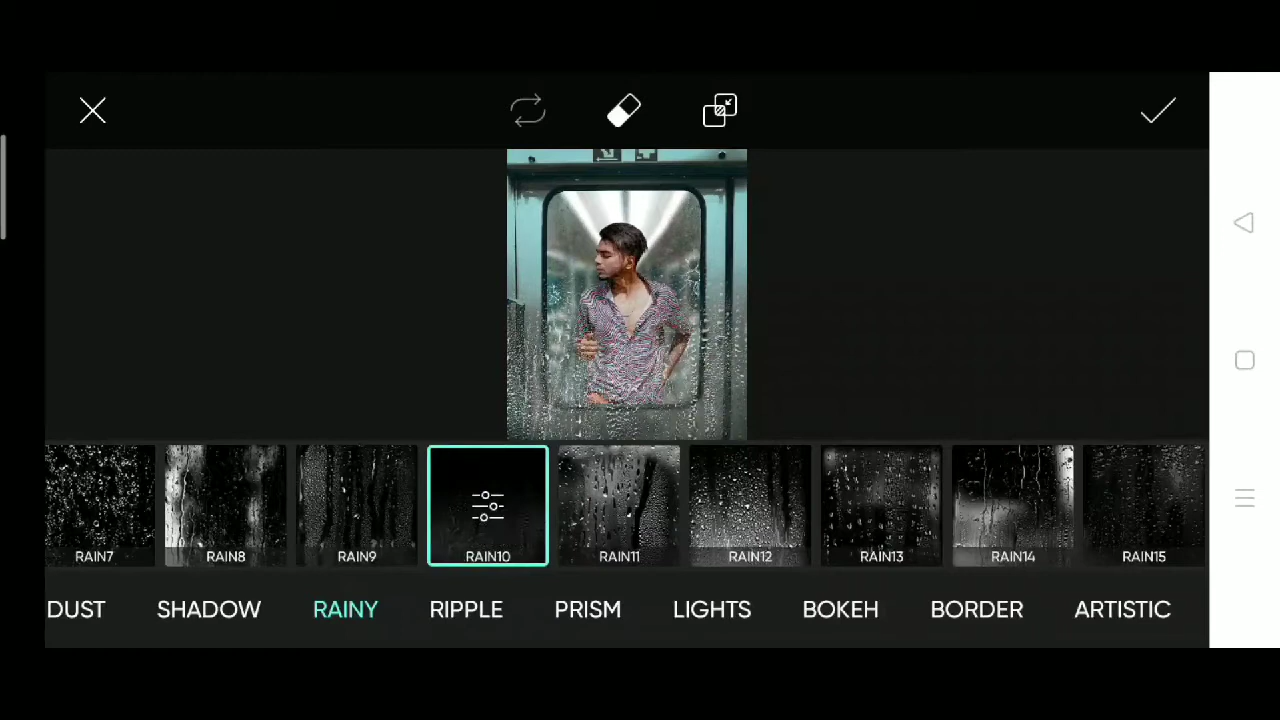 RAIN7 RAIN8 RAIN9 RAIN10 RAIN11 RAIN12 RAIN13 RAIN14 RAIN15
DUST SHADOW RAINY RIPPLE PRISM LIGHTS BOKEH BORDER ARTISTIC